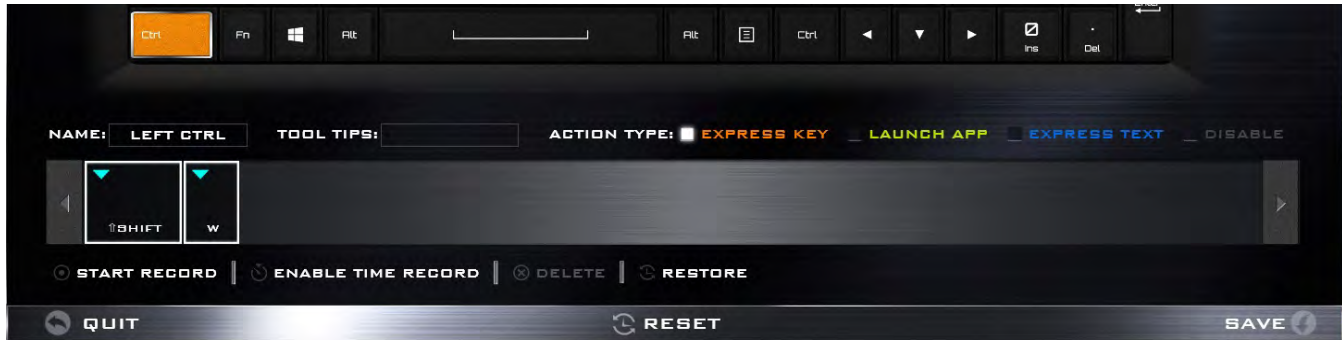 Enter
Ctrl Fn Alt Alt Ctrl Ins Del
NAME: LEFT CTRL TOOL TIPS: ACTION TYPE: EXPRESS KEY LAUNCH APP EXPRESS TEXT DISABLE
⇧SHIFT W
START RECORD ENABLE TIME RECORD DELETE RESTORE
QUIT RESET SAVE